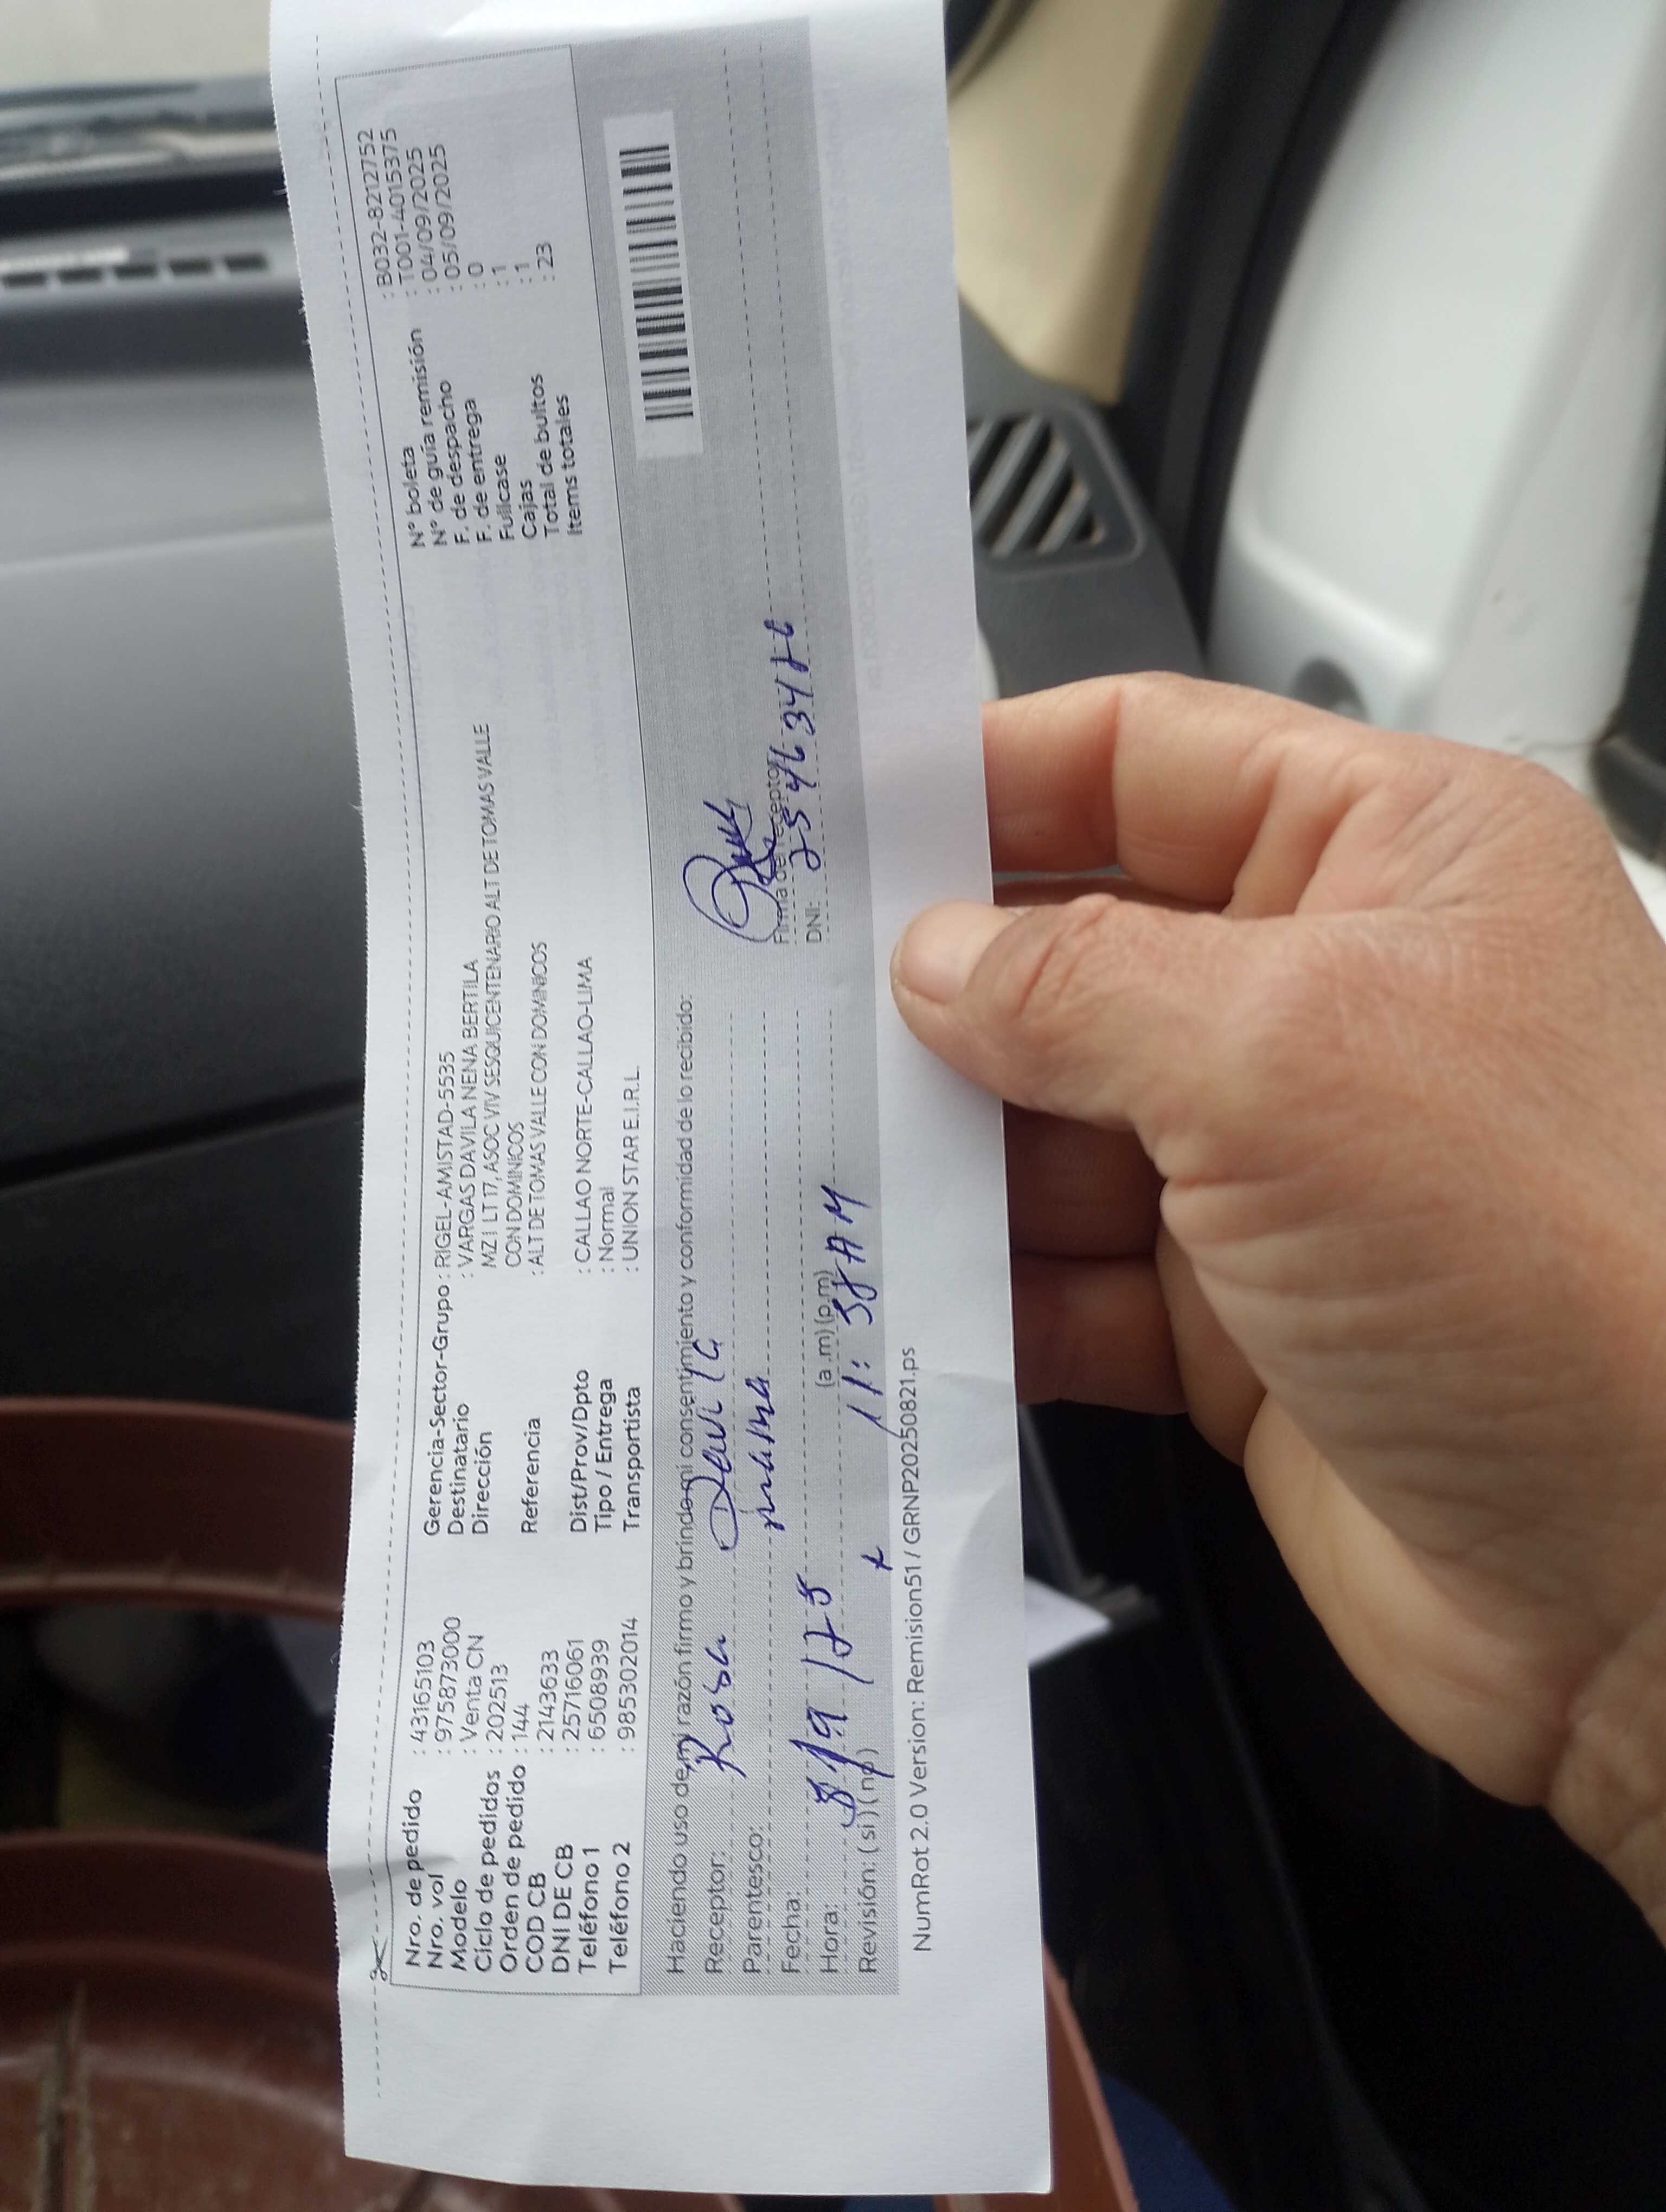 Nro. de pedido : 43165103
Nro. vol : 975873000
Modelo : Venta CN
Ciclo de pedidos : 202513
Orden de pedido : 144
COD CB : 2143633
DNI DE CB : 25716061
Teléfono 1 : 6508939
Teléfono 2 : 985302014
Gerencia-Sector-Grupo : RIGEL-AMISTAD-5535
Destinatario : VARGAS DAVILA NENA BERTILA
Dirección MZ I LT 17, ASOC VIV SESQUICENTENARIO ALT DE TOMAS VALLE
CON DOMINICOS
Referencia : ALT DE TOMAS VALLE CON DOMINICOS
Dist/Prov/Dpto : CALLAO NORTE-CALLAO-LIMA
Tipo / Entrega : Normal
Transportista : UNION STAR E.I.R.L.
N° boleta : B032-8212752
N° de guía remisión : T001-4015375
F. de despacho : 04/09/2025
F. de entrega : 05/09/2025
Fullcase : 0
Cajas : 1
Total de bultos : 1
Items totales : 23
Haciendo uso de my razón firmo y brindo mi consentimiento y conformidad de lo recibido:
Receptor: Rosa
Parentesco: mama
Fecha:
Hora: (a.m) (p.m)
/9/25 11:
Revisión: (si) (no)
Firma de receptor
DNI:
NumRot 2.0 Version: Remision51 / GRNP20250821.ps